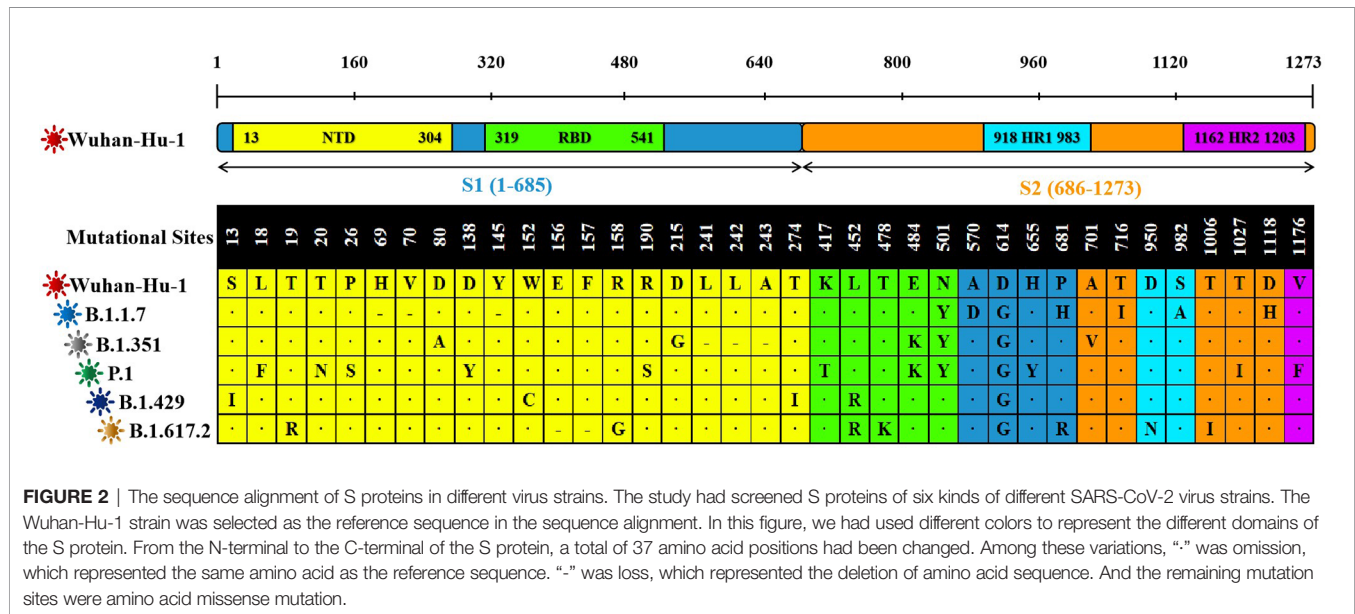 1 160 320 480 640 800 960 1120 1273
Wuhan-Hu-1 13 NTD 304 319 RBD 541 918 HR1 983 1162 HR2 1203
S1 (1-685) S2 (686-1273)
Mutational Sites 13 18 19 20 26 69 70 80 138 145 152 156 157 158 190 215 241 242 243 274 417 452 478 484 501 570 614 655 681 701 716 950 982 1006 1027 1118 1176
Wuhan-Hu-1 S L T T P H V D D Y W E F R R D L L A T K L T E N A D H P A T D S T T D V
B.1.1.7 · · · · · - - · · - · · · · · · · · · · · · · · Y D G · H · I · A · · H ·
B.1.351 · · · · · · · A · · · · · · · G - - - · · · · K Y · G · · V · · · · · · ·
P.1 · F · N S · · · Y · · · · · S · · · · · T · · K Y · G Y · · · · · · I · F
B.1.429 I · · · · · · · · · C · · · · · · · · I · R · · · · G · · · · · · · · · ·
B.1.617.2 · · R · · · · · · · · - - G · · · · · · · R K · · · G · R · · N · I · · ·
FIGURE 2 | The sequence alignment of S proteins in different virus strains. The study had screened S proteins of six kinds of different SARS-CoV-2 virus strains. The
Wuhan-Hu-1 strain was selected as the reference sequence in the sequence alignment. In this figure, we had used different colors to represent the different domains of
the S protein. From the N-terminal to the C-terminal of the S protein, a total of 37 amino acid positions had been changed. Among these variations, “·” was omission,
which represented the same amino acid as the reference sequence. “-” was loss, which represented the deletion of amino acid sequence. And the remaining mutation
sites were amino acid missense mutation.